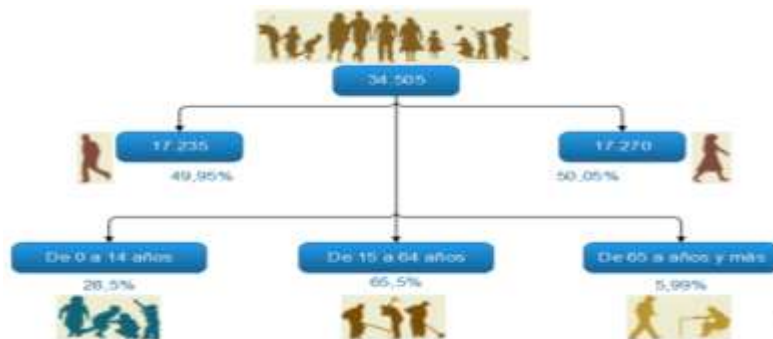 34.505
17.235
17.270
49,95%
50,05%
De 0 a 14 años
De 15 a 64 años
De 65 a años y más
28,5%
65,5%
5,99%